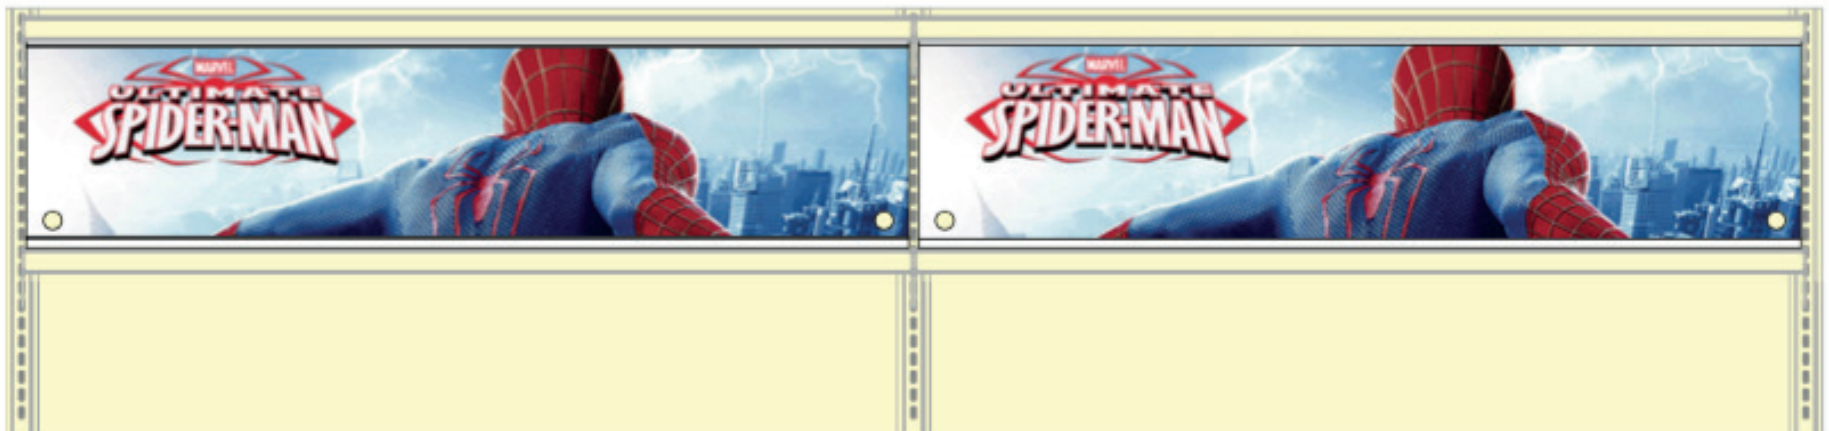 MARVEL
ULTIMATE
SPIDER-MAN
MARVEL
ULTIMATE
SPIDER-MAN